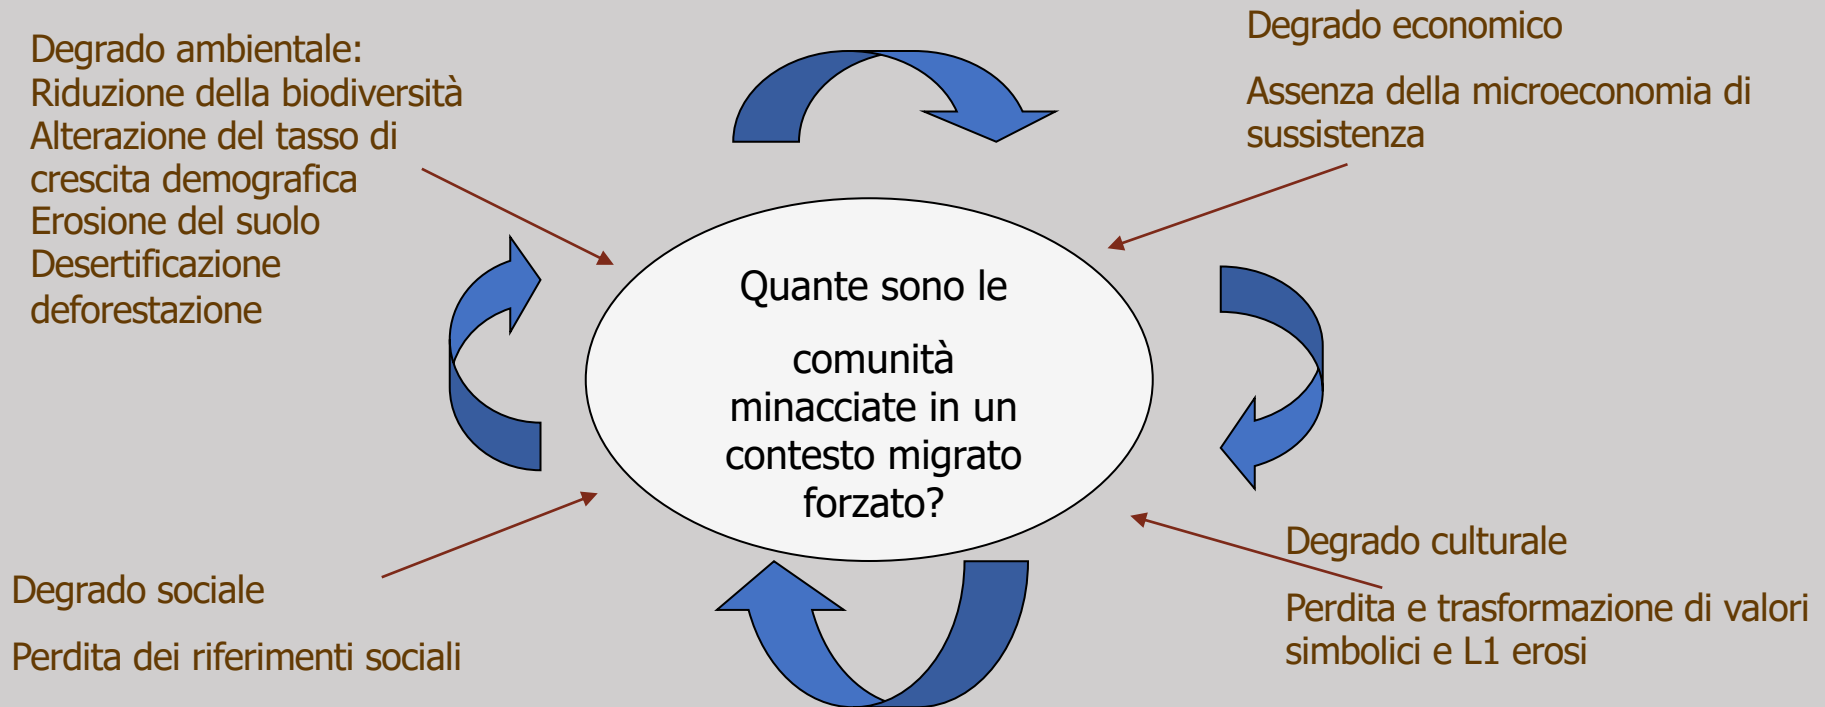 Degrado ambientale:
Riduzione della biodiversità
Alterazione del tasso di
crescita demografica
Erosione del suolo
Desertificazione
deforestazione
Degrado economico
Assenza della microeconomia di
sussistenza
Quante sono le
comunità
minacciate in un
contesto migrato
forzato?
Degrado sociale
Perdita dei riferimenti sociali
Degrado culturale
Perdita e trasformazione di valori
simbolici e L1 erosi